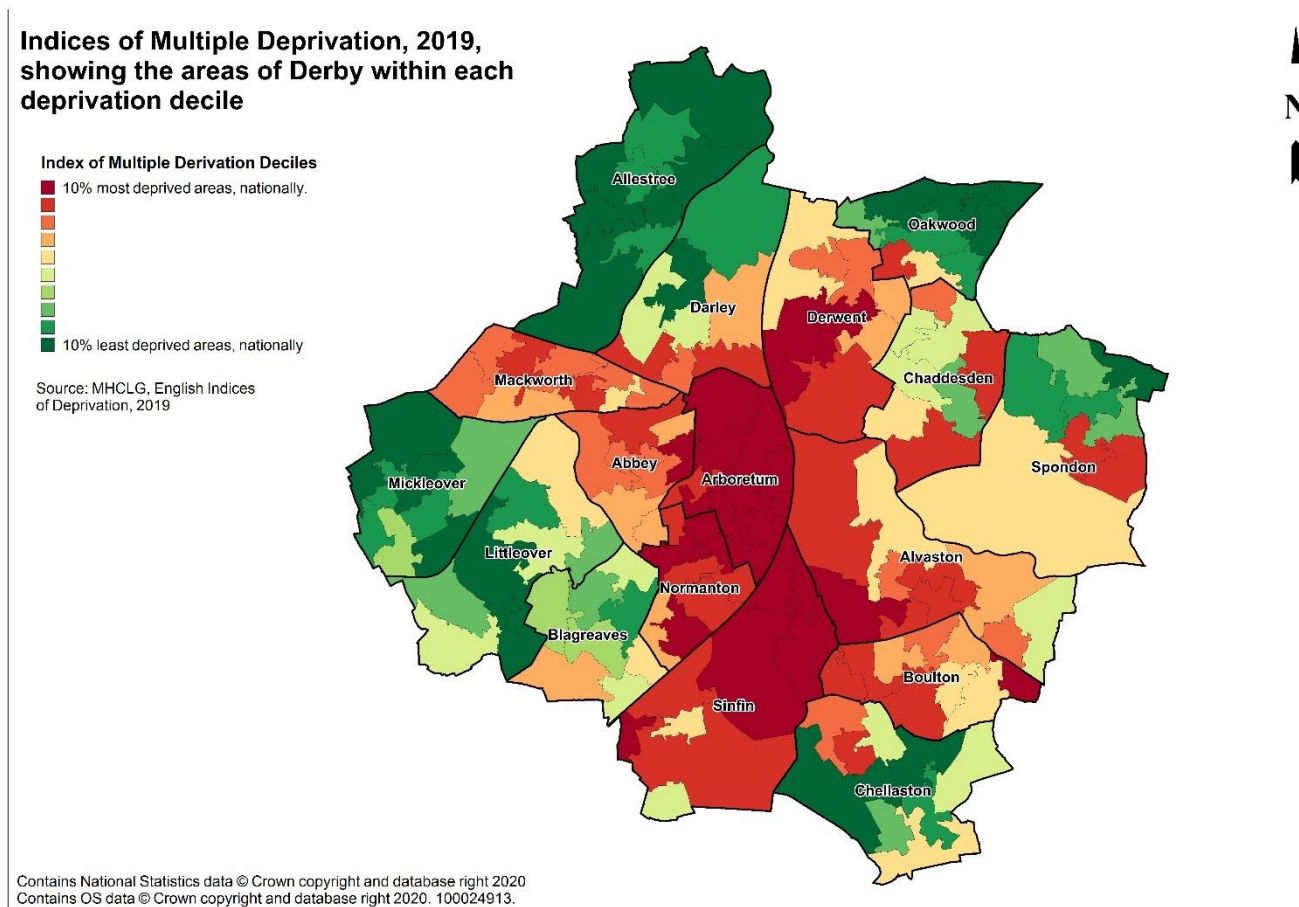 Indices of Multiple Deprivation, 2019,
showing the areas of Derby within each
deprivation decile
N
Index of Multiple Derivation Deciles
10% most deprived areas, nationally.
10% least deprived areas, nationally
Source: MHCLG, English Indices
of Deprivation, 2019
Allestree
Oakwood
Darley
Derwent
Mackworth
Chaddesden
Abbey
Spondon
Mickleover
Arboretum
Littleover
Alvaston
Normanton
Blagreaves
Boulton
Sinfin
Chellaston
Contains National Statistics data © Crown copyright and database right 2020
Contains OS data © Crown copyright and database right 2020. 100024913.